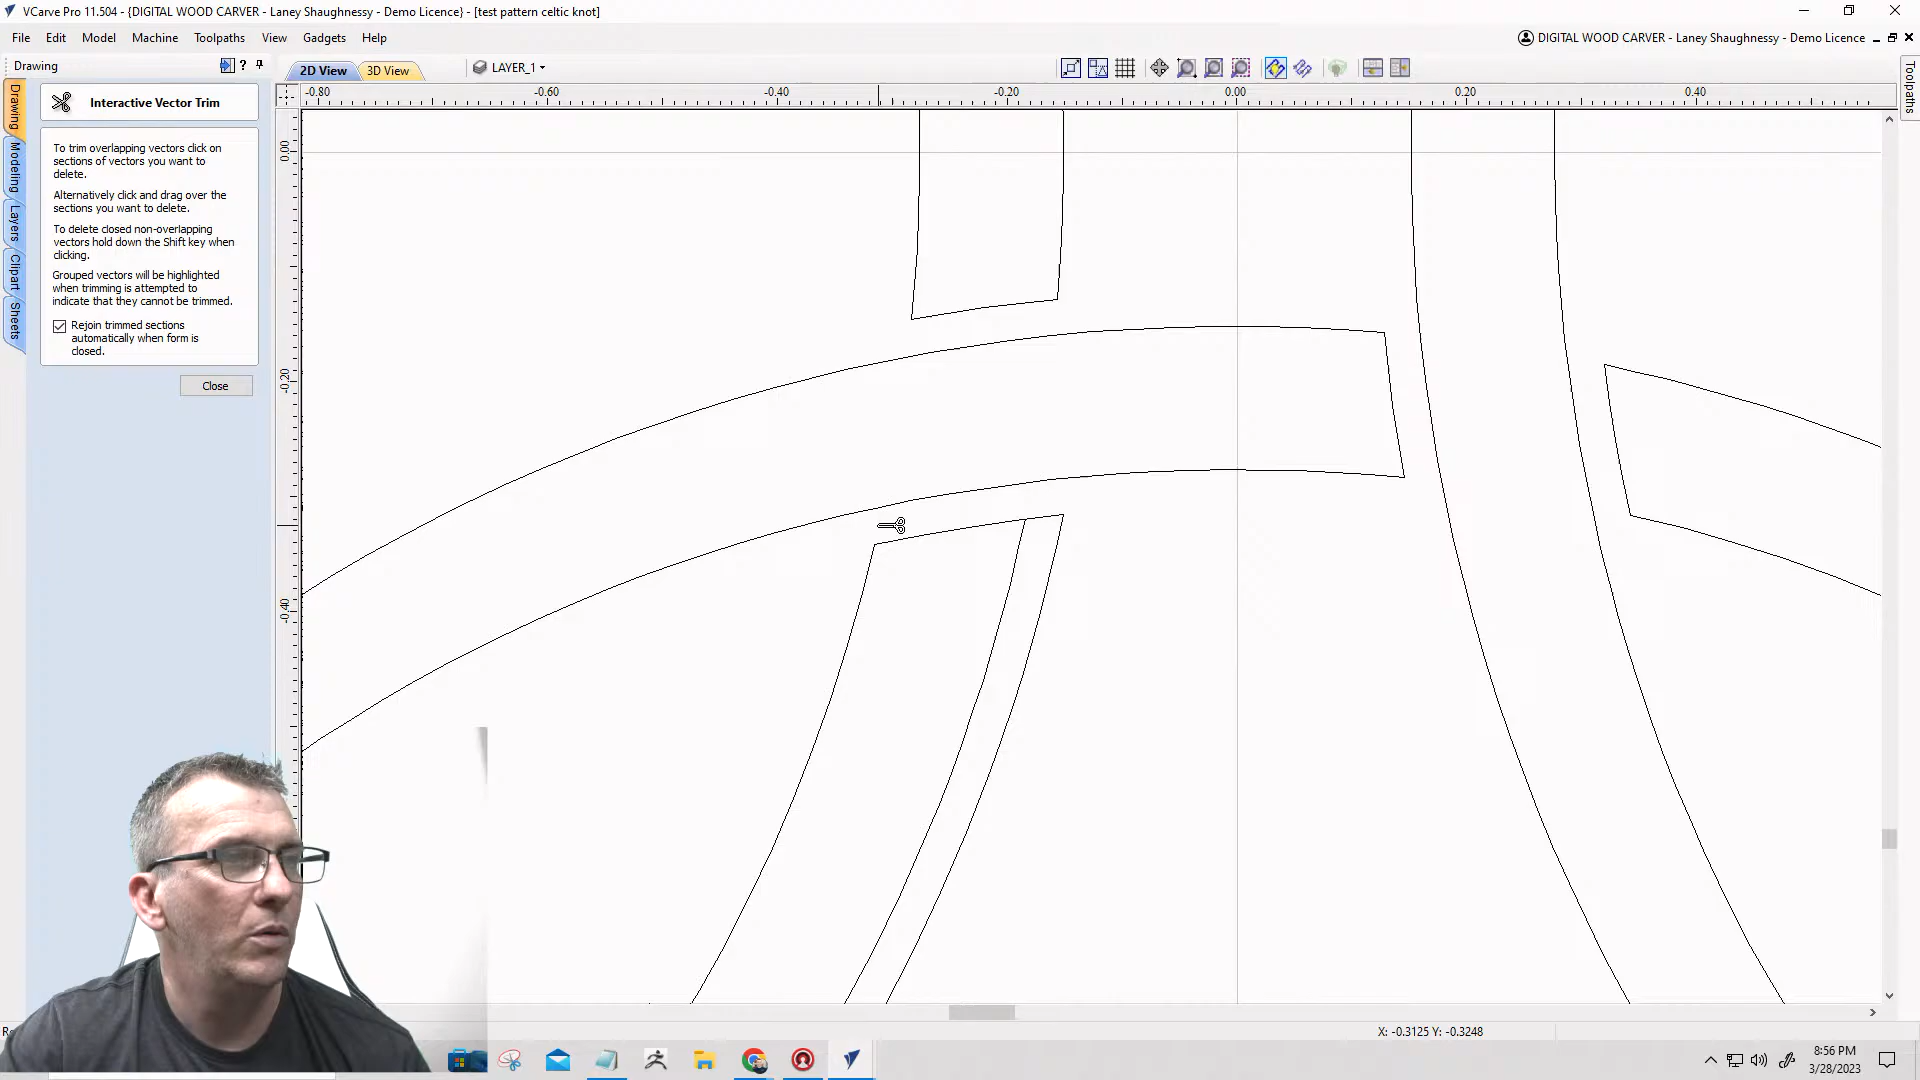 VCarve Pro 11.504 - {DIGITAL WOOD CARVER - Laney Shaughnessy - Demo Licence} - [test pattern celtic knot]
File Edit Model Machine Toolpaths View Gadgets Help
DIGITAL WOOD CARVER - Laney Shaughnessy - Demo Licence
Drawing
2D View
3D View
LAYER_1
-0.80 -0.60 -0.40 -0.20 0.00 0.20 0.40
Drawing
Modeling
Layers
Clipart
Sheets
Toolpaths
Interactive Vector Trim
To trim overlapping vectors click on
sections of vectors you want to
delete.
Alternatively click and drag over the
sections you want to delete.
To delete closed non-overlapping
vectors hold down the Shift key when
clicking.
Grouped vectors will be highlighted
when trimming is attempted to
indicate that they cannot be trimmed.
Rejoin trimmed sections
automatically when form is
closed.
Close
0.00
-0.20
-0.40
X: -0.3125 Y: -0.3248
8:56 PM
3/28/2023